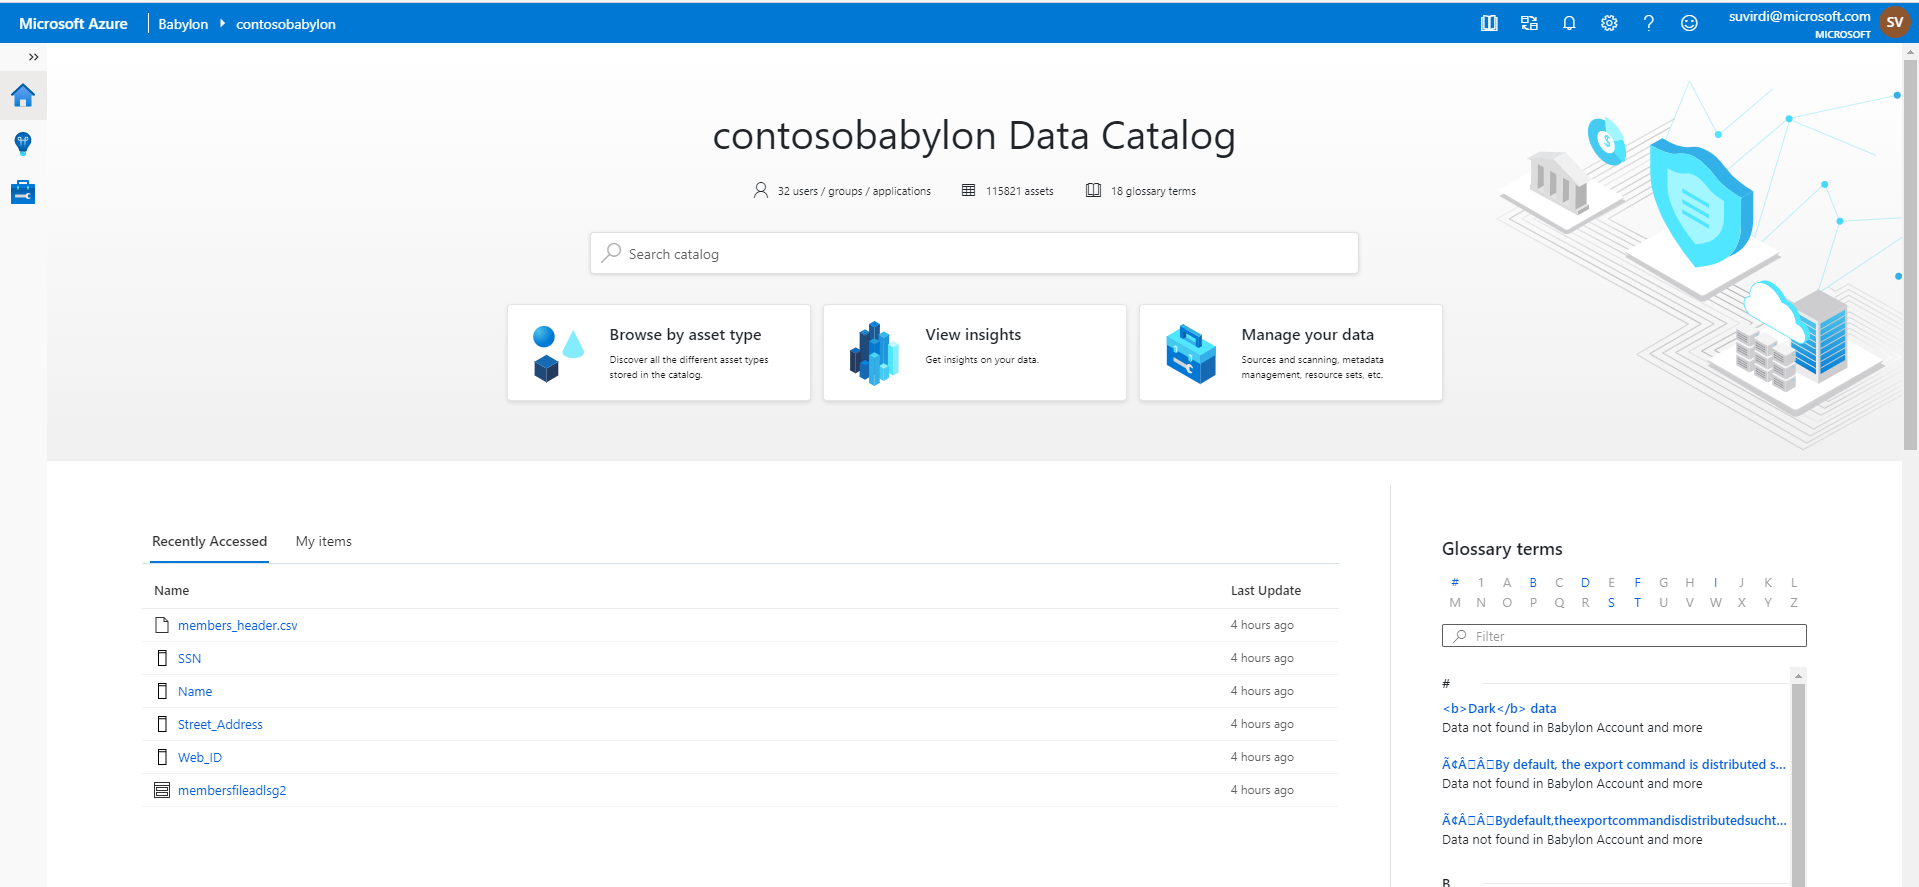 Microsoft Azure
Babylon
contosobabylon
suvirdi@microsoft.com
MICROSOFT
SV
contosobabylon Data Catalog
32 users / groups / applications
115821 assets
18 glossary terms
Search catalog
Browse by asset type
Discover all the different asset types
stored in the catalog.
View insights
Get insights on your data.
Manage your data
Sources and scanning, metadata
management, resource sets, etc.
Recently Accessed
My items
Name Last Update
members_header.csv 4 hours ago
SSN 4 hours ago
Name 4 hours ago
Street_Address 4 hours ago
Web_ID 4 hours ago
membersfileadlsg2 4 hours ago
Glossary terms
# 1 A B C D E F G H I J K L
M N O P Q R S T U V W X Y Z
Filter
#
<b>Dark</b> data
Data not found in Babylon Account and more
Ã¢Â▯Â▯By default, the export command is distributed s...
Data not found in Babylon Account and more
Ã¢Â▯Â▯Bydefault,theexportcommandisdistributedsucht...
Data not found in Babylon Account and more
B